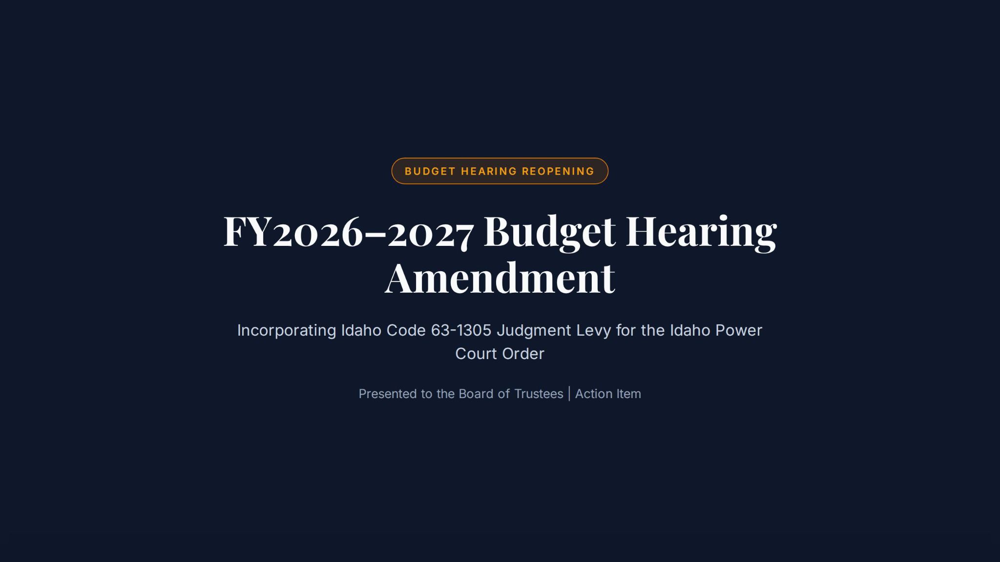 BUDGET HEARING REOPENING
FY2026–2027 Budget Hearing
Amendment
Incorporating Idaho Code 63-1305 Judgment Levy for the Idaho Power
Court Order
Presented to the Board of Trustees | Action Item